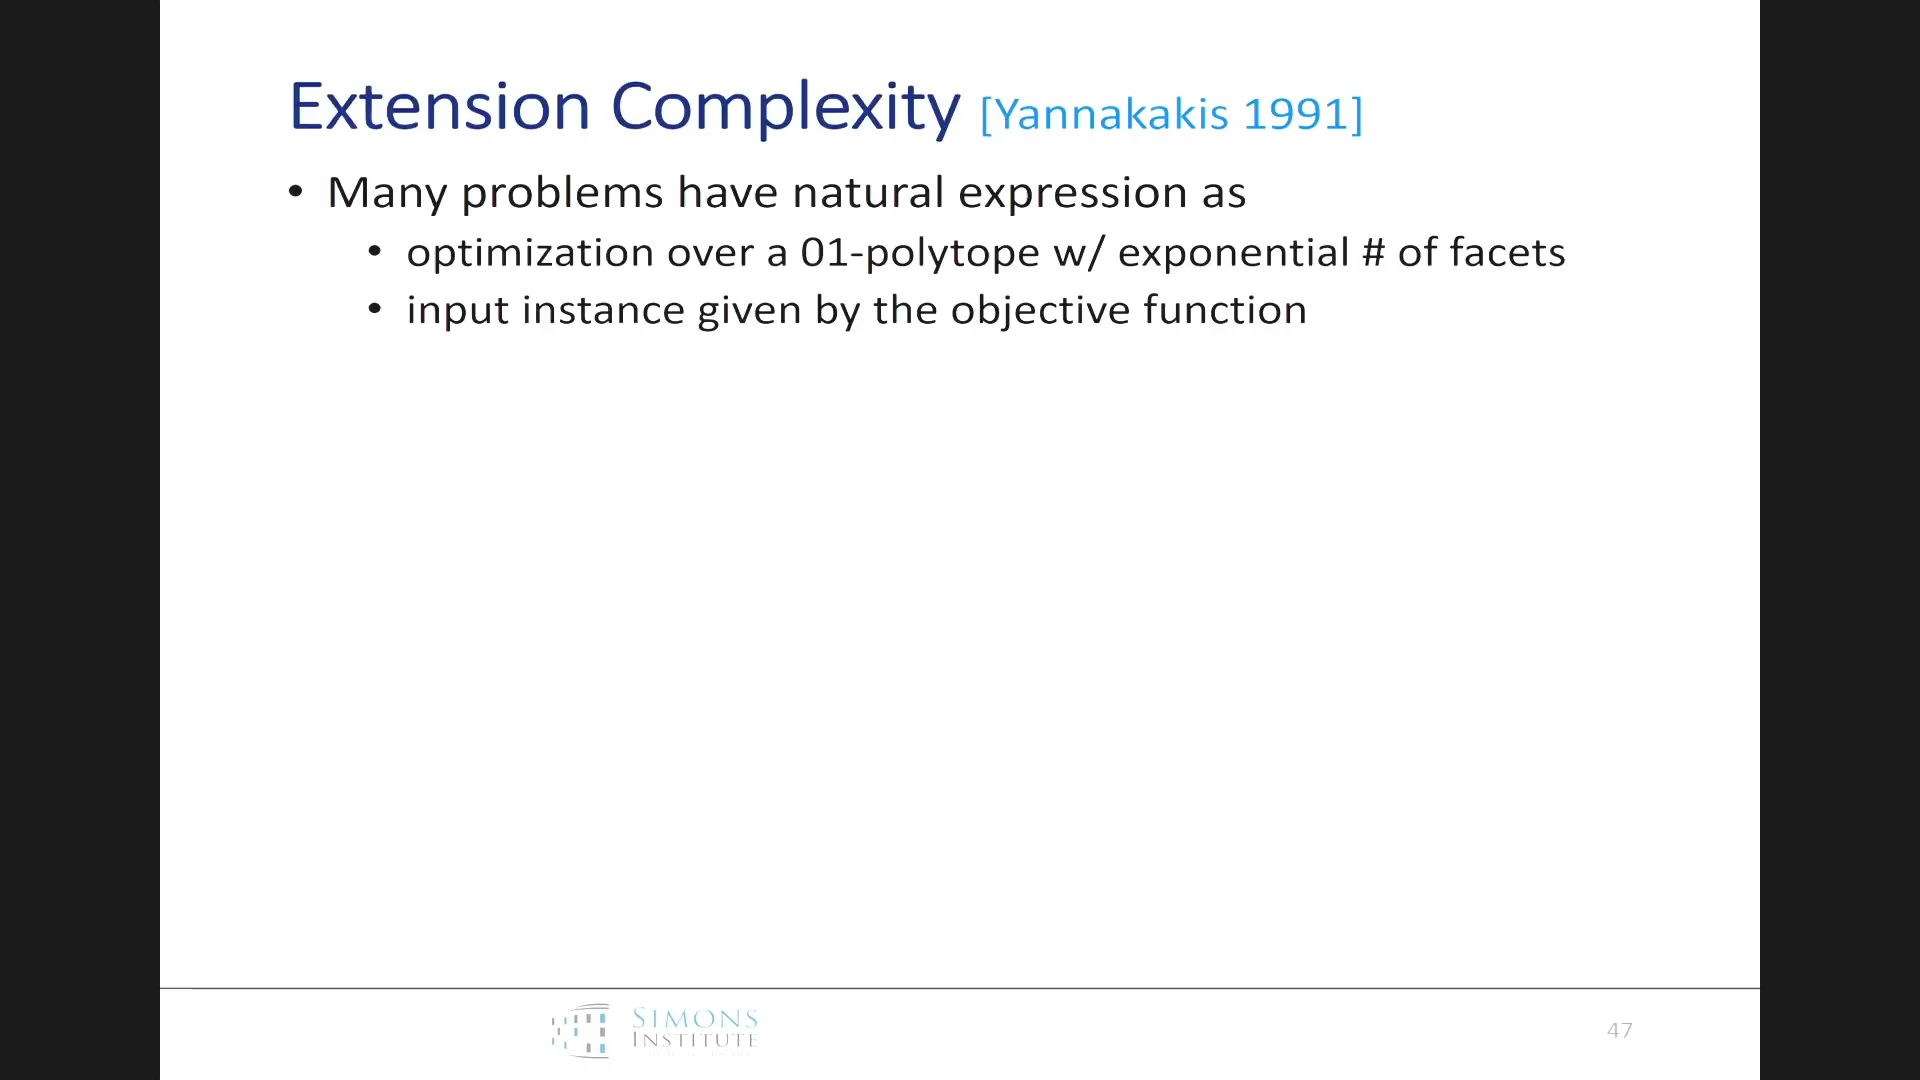 Extension Complexity [Yannakakis 1991]
• Many problems have natural expression as
• optimization over a 01-polytope w/ exponential # of facets
• input instance given by the objective function
SIMONS
INSTITUTE
47